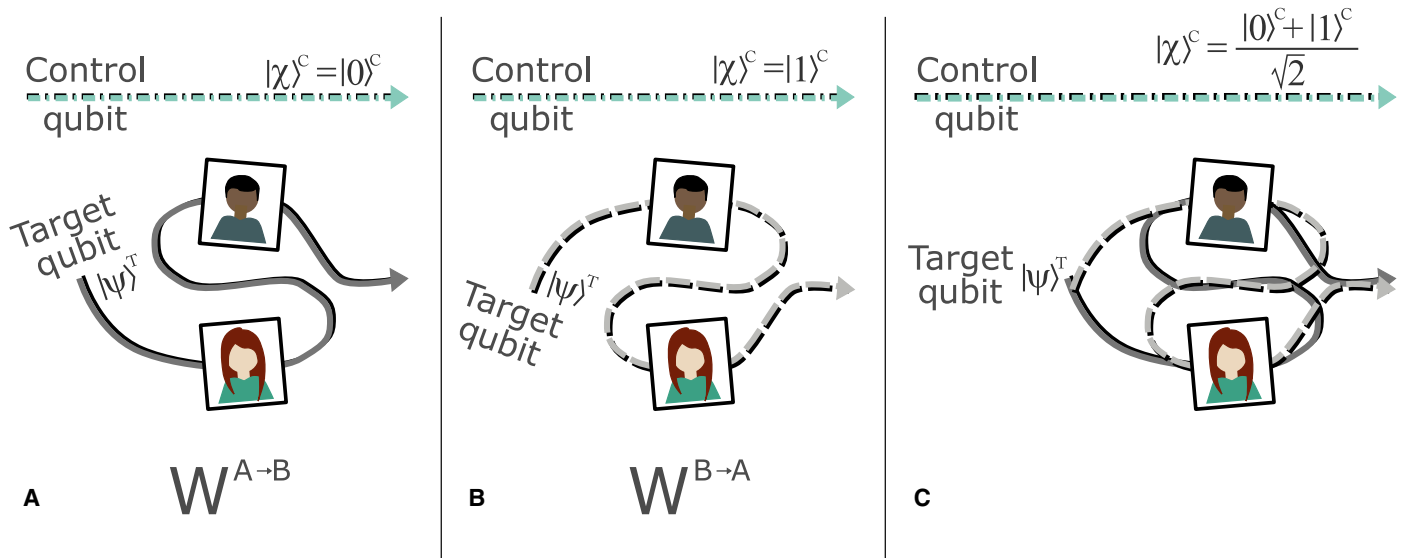 Control
qubit
|χ⟩ᶜ=|0⟩ᶜ
Target
qubit
|ψ⟩ᵀ
W^A→B
A
Control
qubit
|χ⟩ᶜ=|1⟩ᶜ
|ψ⟩ᵀ
Target
qubit
W^B→A
B
Control
qubit
|χ⟩ᶜ = (|0⟩ᶜ+|1⟩ᶜ)/√2
Target
qubit
|ψ⟩ᵀ
C